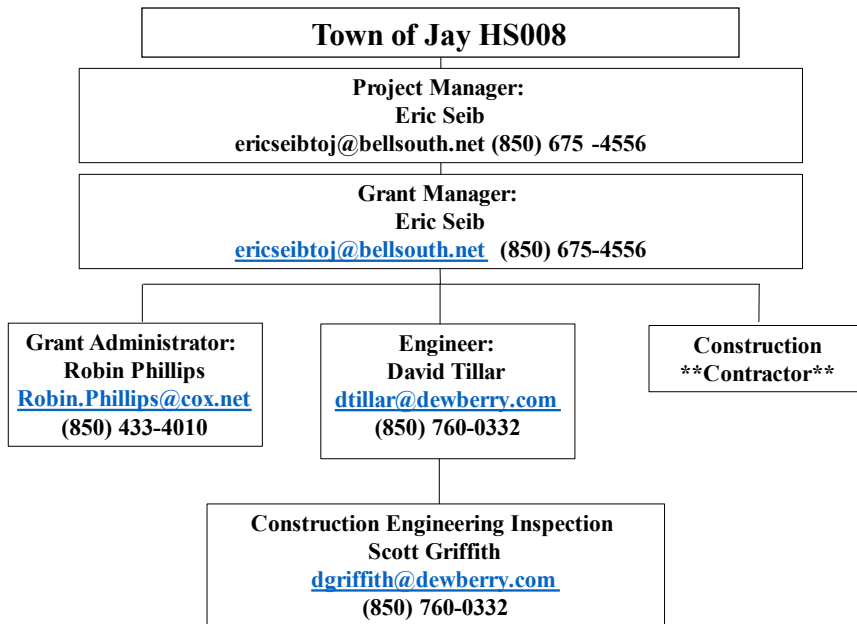 Town of Jay HS008
Project Manager:
Eric Seib
ericseibtoj@bellsouth.net (850) 675 -4556
Grant Manager:
Eric Seib
ericseibtoj@bellsouth.net (850) 675-4556
Grant Administrator:
Robin Phillips
Robin.Phillips@cox.net
(850) 433-4010
Engineer:
David Tillar
dtillar@dewberry.com
(850) 760-0332
Construction
**Contractor**
Construction Engineering Inspection
Scott Griffith
dgriffith@dewberry.com
(850) 760-0332